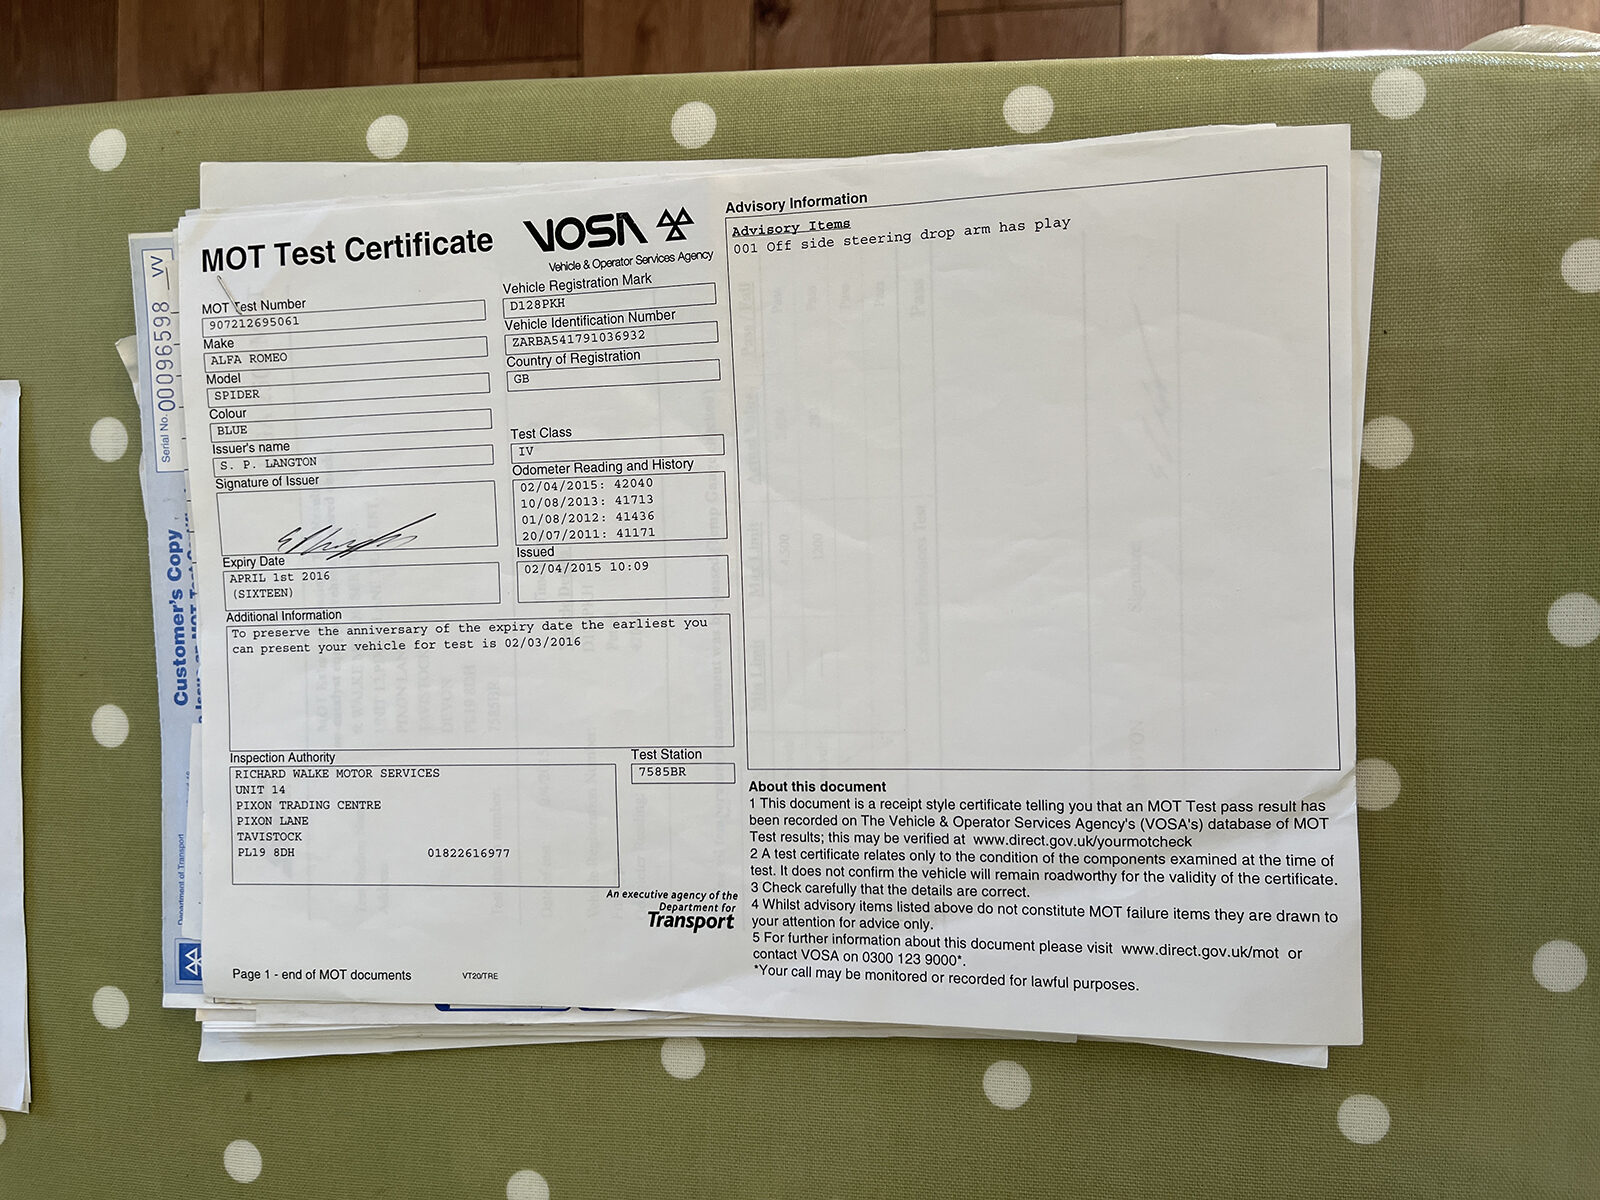 MOT Test Certificate
VOSA
Vehicle & Operator Services Agency
MOT Test Number
907212695061
Make
ALFA ROMEO
Model
SPIDER
Colour
BLUE
Issuer's name
S. P. LANGTON
Signature of Issuer
Expiry Date
APRIL 1st 2016
(SIXTEEN)
Vehicle Registration Mark
D128PKH
Vehicle Identification Number
ZARBA541791036932
Country of Registration
GB
Test Class
IV
Odometer Reading and History
02/04/2015: 42040
10/08/2013: 41713
01/08/2012: 41436
20/07/2011: 41171
Issued
02/04/2015 10:09
Additional Information
To preserve the anniversary of the expiry date the earliest you
can present your vehicle for test is 02/03/2016
Inspection Authority
RICHARD WALKE MOTOR SERVICES
UNIT 14
PIXON TRADING CENTRE
PIXON LANE
TAVISTOCK
PL19 8DH 01822616977
Test Station
7585BR
An executive agency of the
Department for
Transport
Page 1 - end of MOT documents
VT20/TRE
Advisory Information
Advisory Items
001 Off side steering drop arm has play
About this document
1 This document is a receipt style certificate telling you that an MOT Test pass result has
been recorded on The Vehicle & Operator Services Agency's (VOSA's) database of MOT
Test results; this may be verified at www.direct.gov.uk/yourmotcheck
2 A test certificate relates only to the condition of the components examined at the time of
test. It does not confirm the vehicle will remain roadworthy for the validity of the certificate.
3 Check carefully that the details are correct.
4 Whilst advisory items listed above do not constitute MOT failure items they are drawn to
your attention for advice only.
5 For further information about this document please visit www.direct.gov.uk/mot or
contact VOSA on 0300 123 9000*.
*Your call may be monitored or recorded for lawful purposes.
Serial No. 00096598 VV
Customer's Copy
Department of Transport